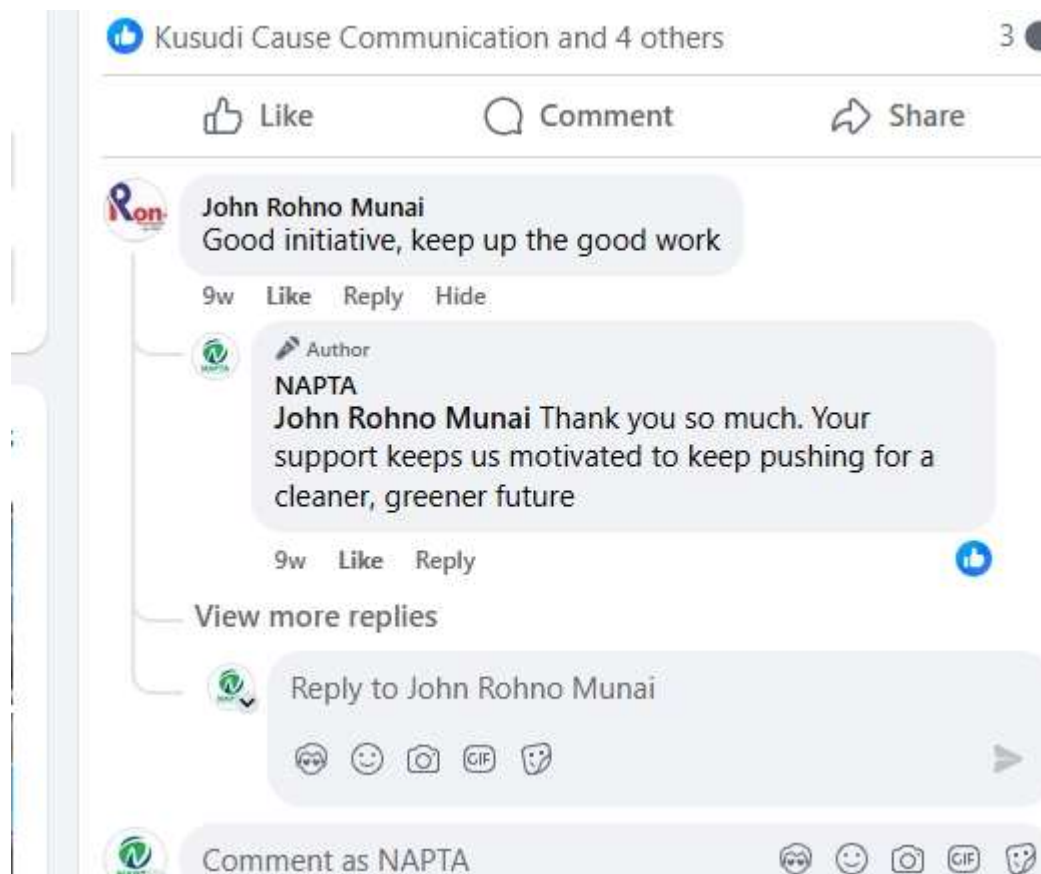 Kusudi Cause Communication and 4 others 3
Like Comment Share
Ron
John Rohno Munai
Good initiative, keep up the good work
9w Like Reply Hide
Author
NAPTA
John Rohno Munai Thank you so much. Your
support keeps us motivated to keep pushing for a
cleaner, greener future
9w Like Reply
View more replies
Reply to John Rohno Munai
GIF
Comment as NAPTA GIF